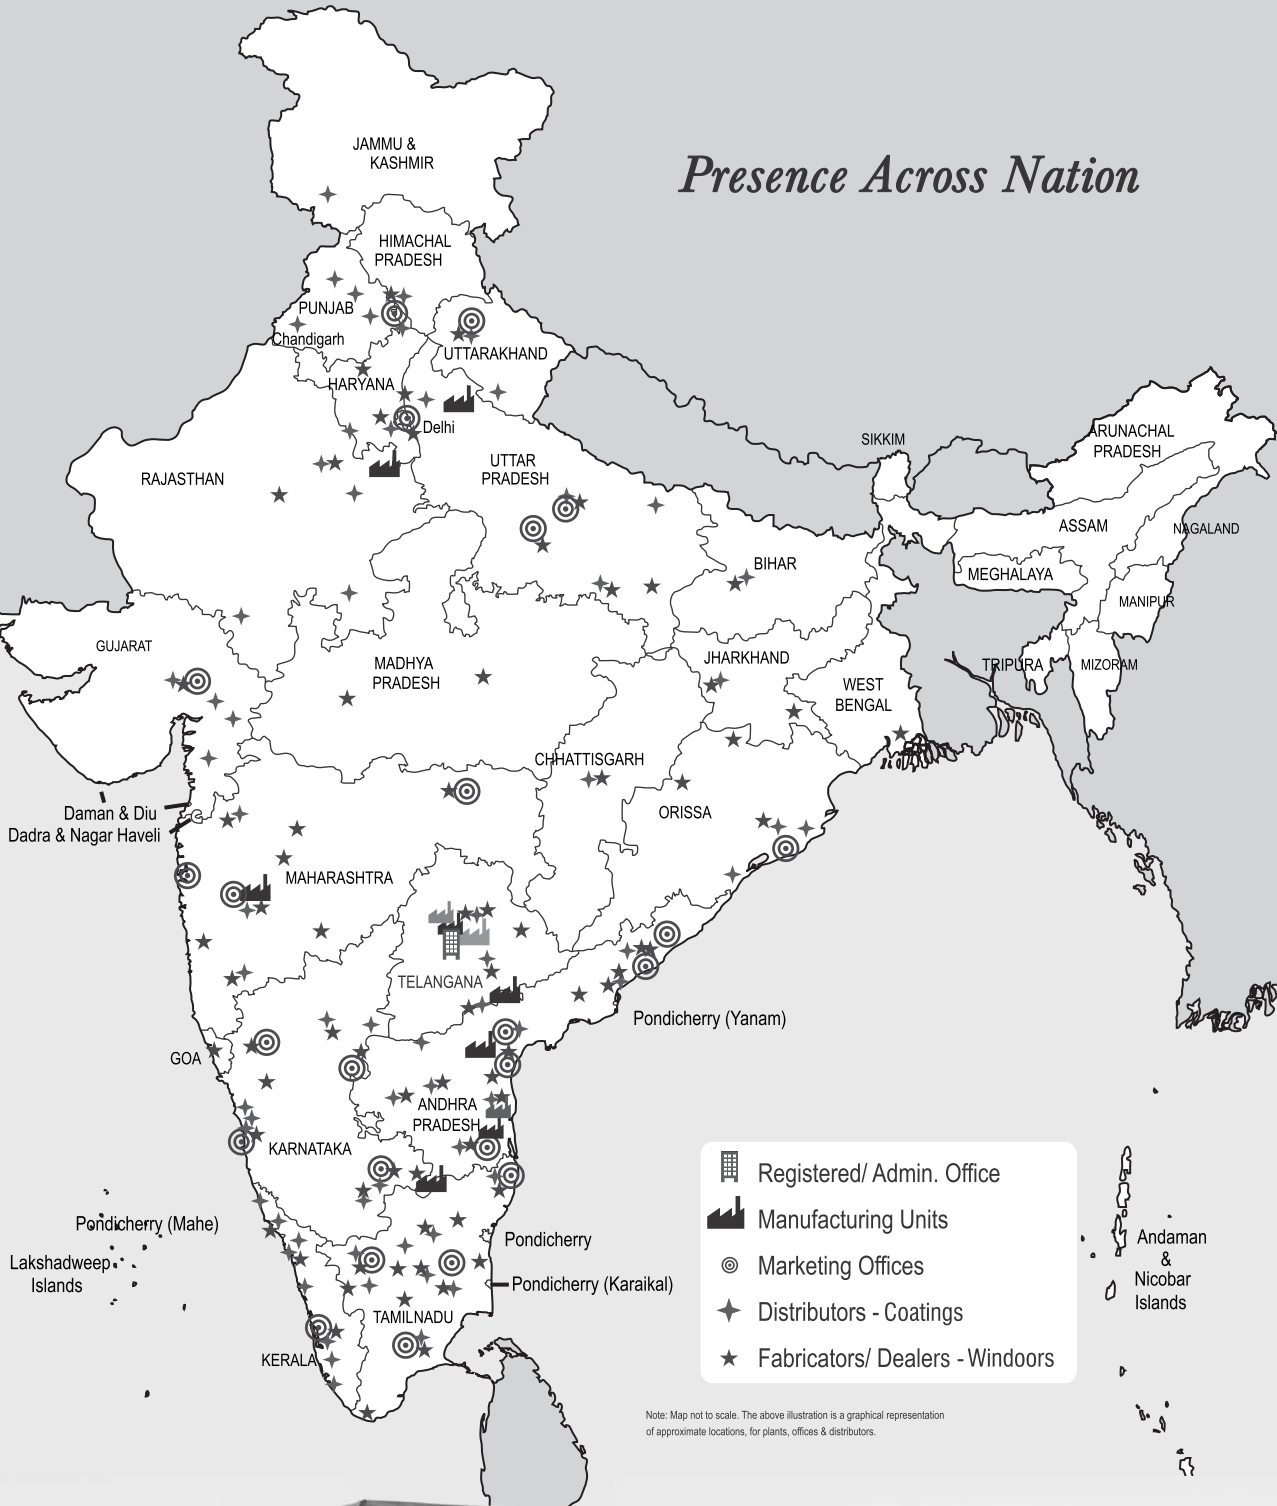 JAMMU &
KASHMIR
Presence Across Nation
HIMACHAL
PRADESH
PUNJAB
Chandigarh
UTTARAKHAND
HARYANA
Delhi
SIKKIM
ARUNACHAL
PRADESH
RAJASTHAN
UTTAR
PRADESH
ASSAM
NAGALAND
BIHAR
MEGHALAYA
MANIPUR
GUJARAT
MADHYA
PRADESH
JHARKHAND
TRIPURA
MIZORAM
WEST
BENGAL
CHHATTISGARH
ORISSA
Daman & Diu
Dadra & Nagar Haveli
MAHARASHTRA
TELANGANA
Pondicherry (Yanam)
GOA
ANDHRA
PRADESH
KARNATAKA
Registered/ Admin. Office
Manufacturing Units
Marketing Offices
Distributors - Coatings
Fabricators/ Dealers - Windoors
Pondicherry (Mahe)
Lakshadweep
Islands
Pondicherry
Pondicherry (Karaikal)
Andaman
&
Nicobar
Islands
TAMILNADU
KERALA
Note: Map not to scale. The above illustration is a graphical representation
of approximate locations, for plants, offices & distributors.